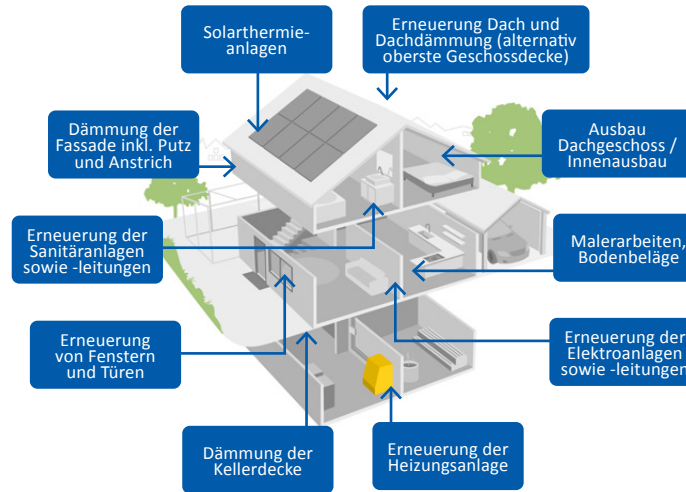 Solarthermie-
anlagen
Erneuerung Dach und
Dachdämmung (alternativ
oberste Geschossdecke)
Dämmung der
Fassade inkl. Putz
und Anstrich
Ausbau
Dachgeschoss /
Innenausbau
Erneuerung der
Sanitäranlagen
sowie -leitungen
Malerarbeiten,
Bodenbeläge
Erneuerung
von Fenstern
und Türen
Erneuerung der
Elektroanlagen
sowie -leitungen
Dämmung der
Kellerdecke
Erneuerung der
Heizungsanlage